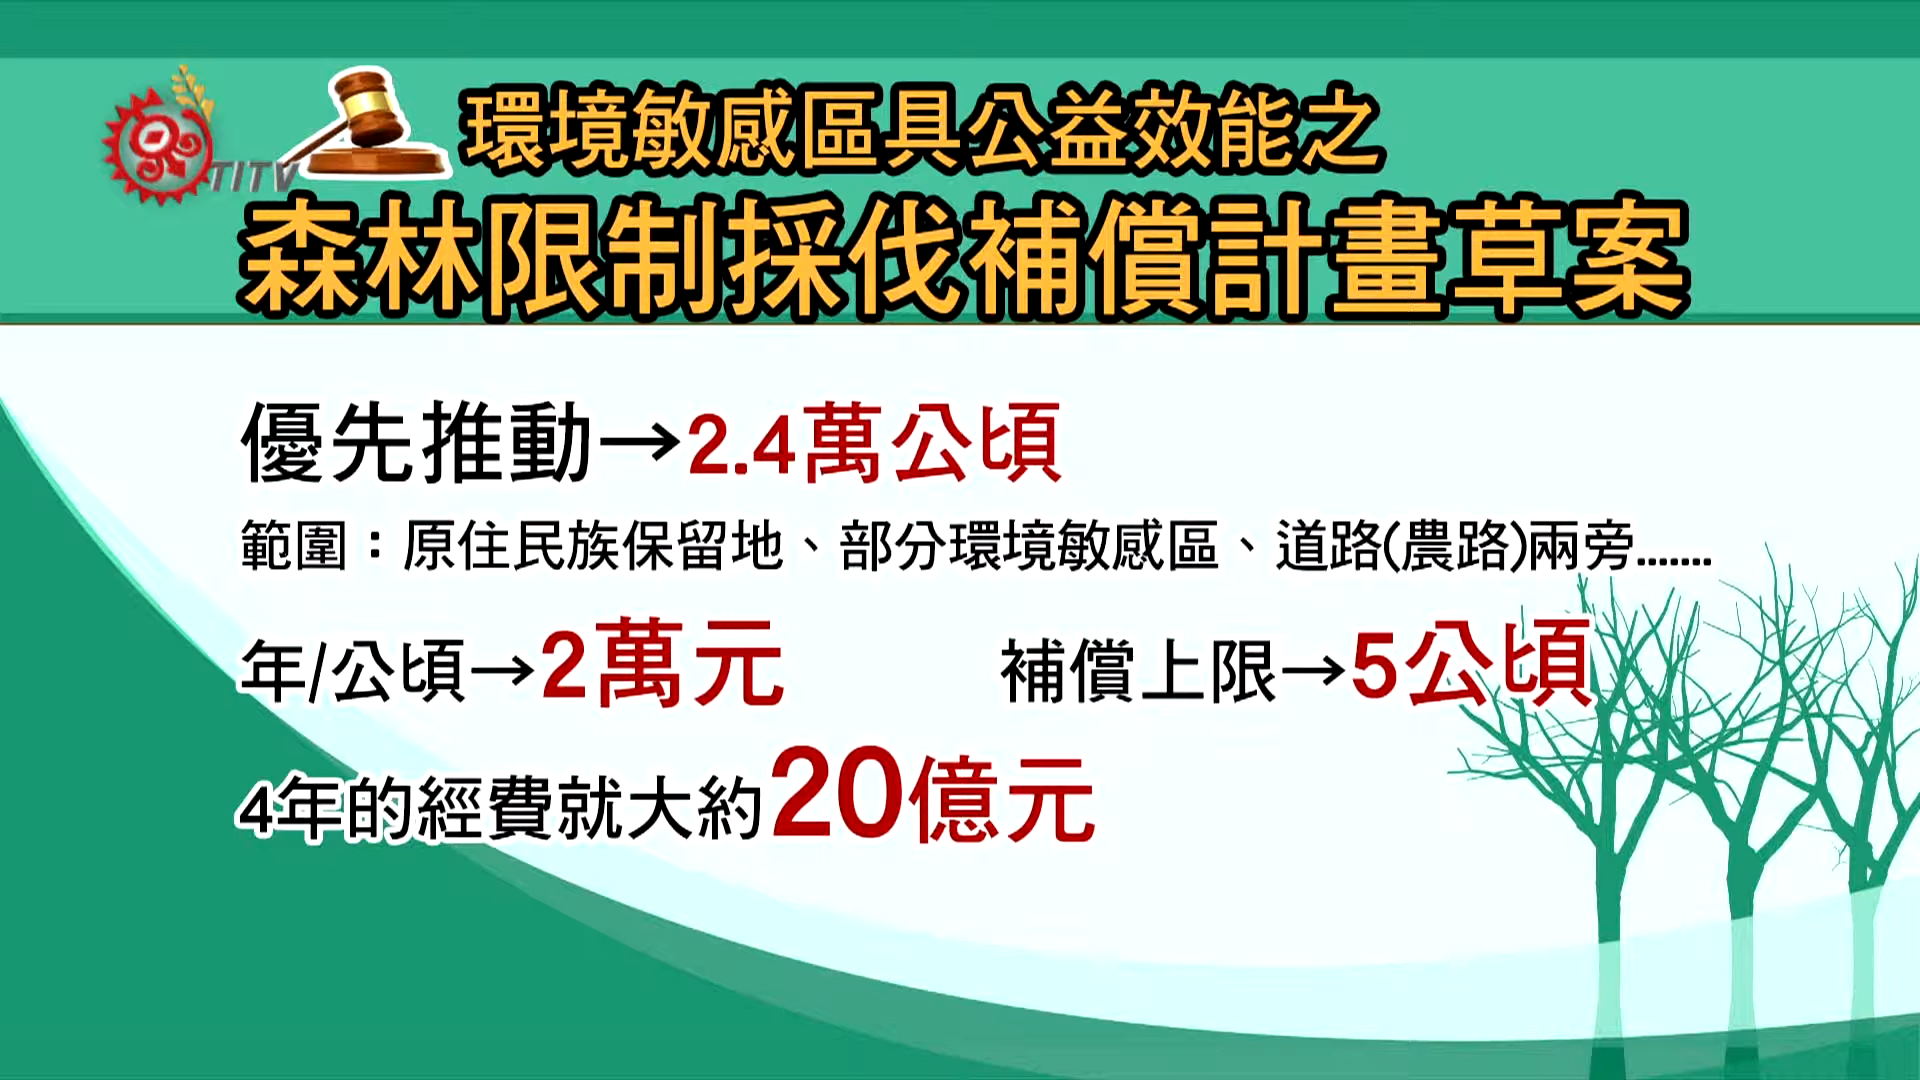 TITV
環境敏感區具公益效能之
森林限制採伐補償計畫草案
優先推動→2.4萬公頃
範圍：原住民族保留地、部分環境敏感區、道路(農路)兩旁.......
年/公頃→2萬元 補償上限→5公頃
4年的經費就大約20億元